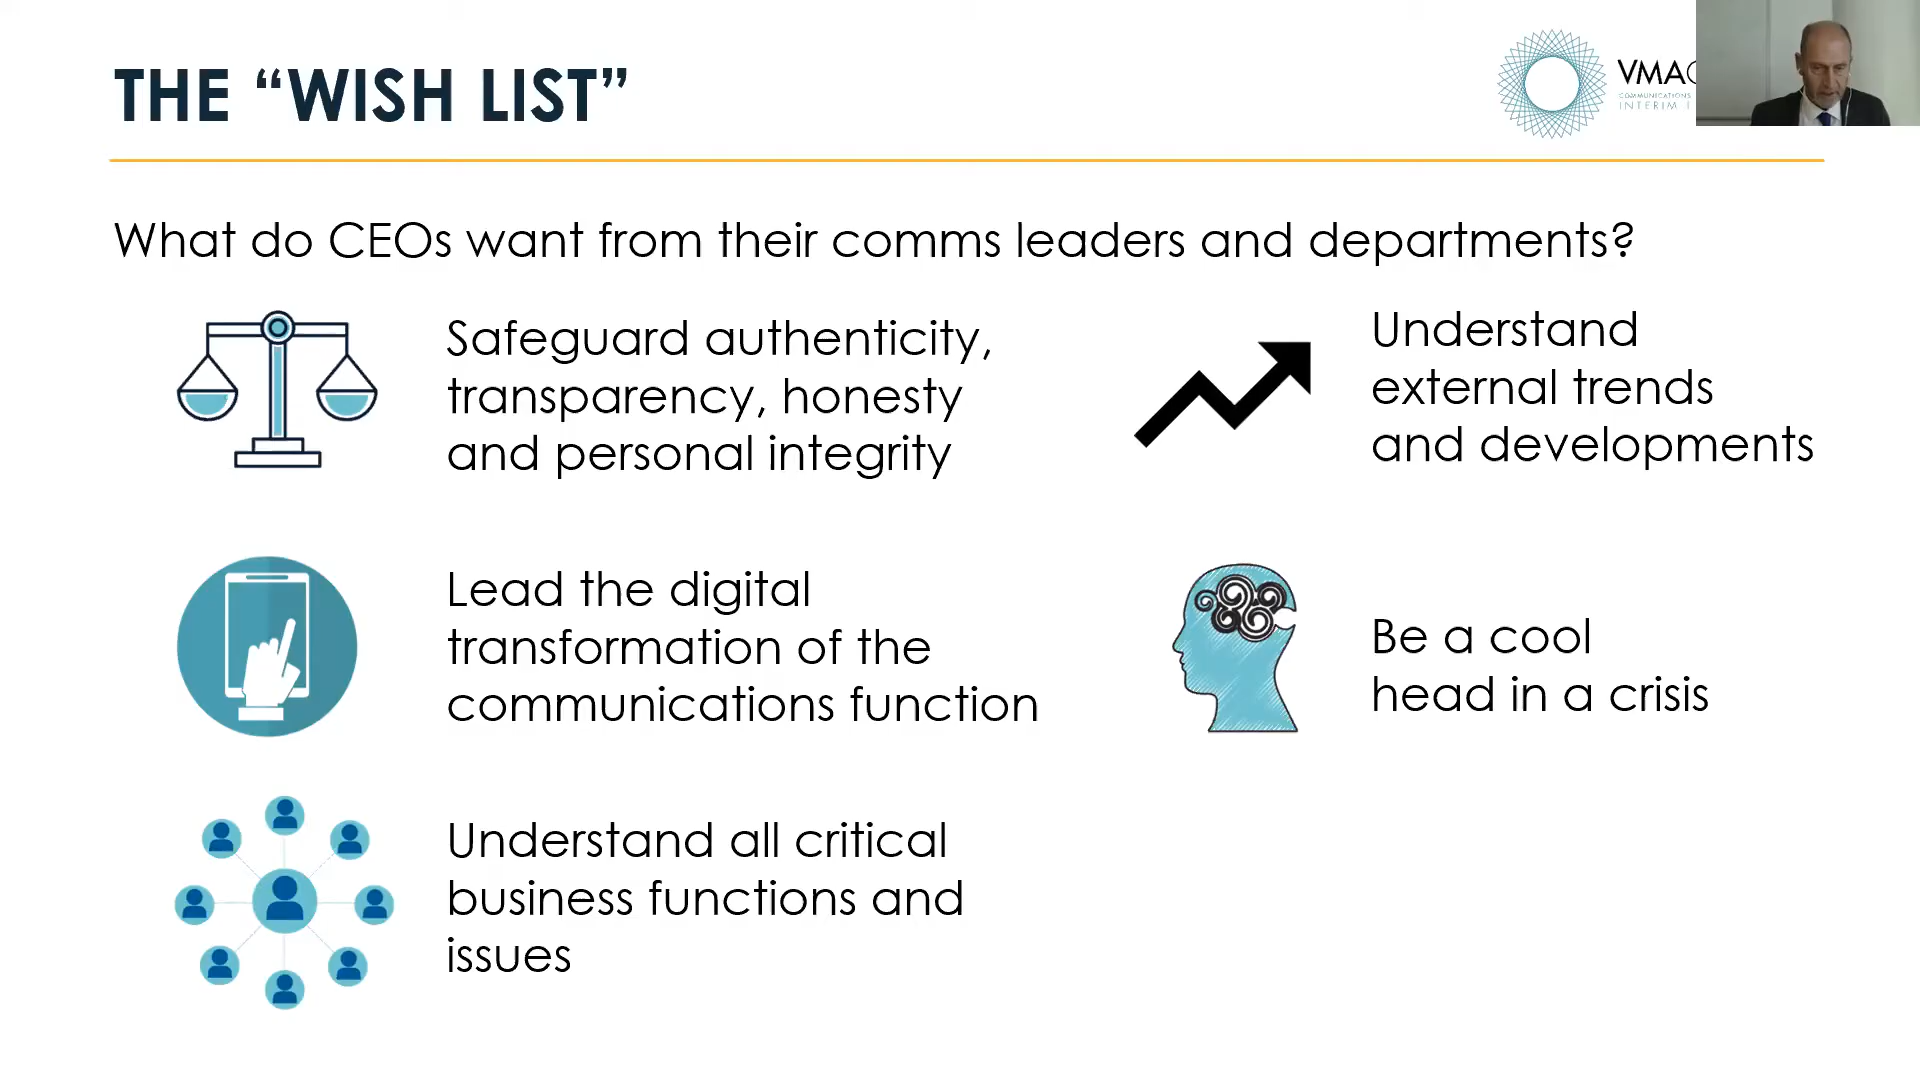 THE “WISH LIST”
What do CEOs want from their comms leaders and departments?
Safeguard authenticity,
transparency, honesty
and personal integrity
Lead the digital
transformation of the
communications function
Understand all critical
business functions and
issues
Understand
external trends
and developments
Be a cool
head in a crisis
VMA
COMMUNICATIONS
INTERIM